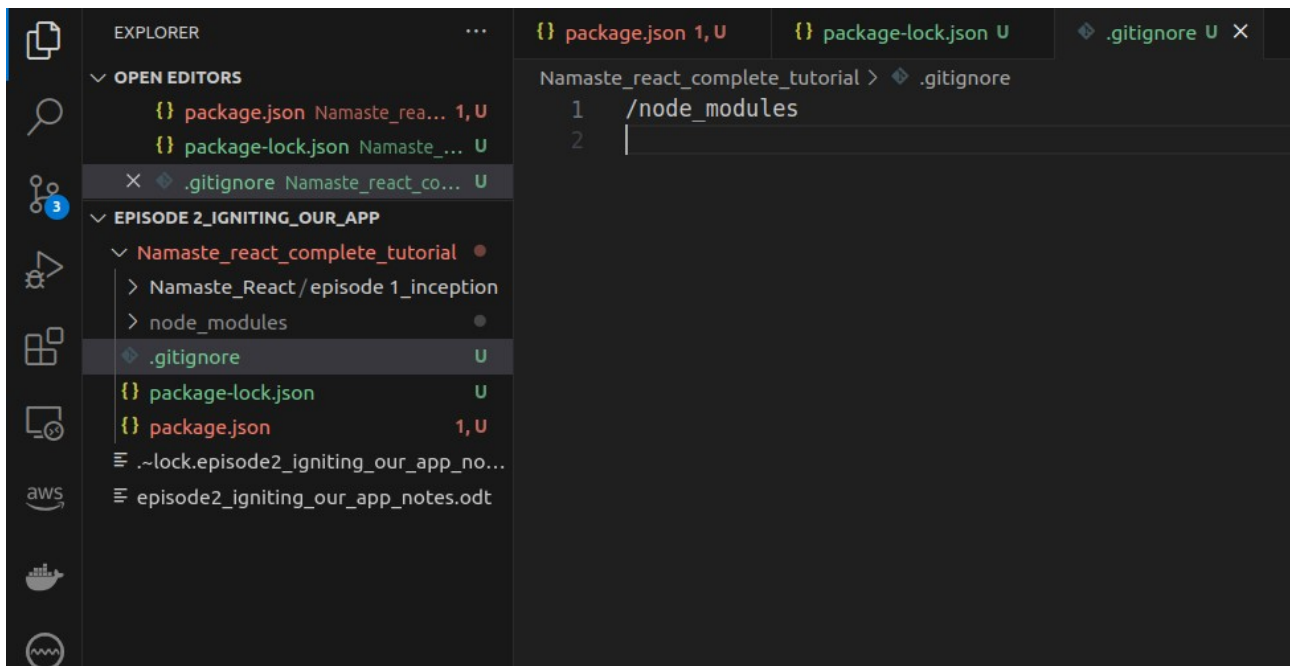 EXPLORER ...
OPEN EDITORS
{} package.json Namaste_rea... 1, U
{} package-lock.json Namaste_... U
.gitignore Namaste_react_co... U
EPISODE 2_IGNITING_OUR_APP
Namaste_react_complete_tutorial
Namaste_React/episode 1_inception
node_modules
.gitignore U
{} package-lock.json U
{} package.json 1, U
.~lock.episode2_igniting_our_app_no...
episode2_igniting_our_app_notes.odt
3
aws
{} package.json 1, U {} package-lock.json U .gitignore U
Namaste_react_complete_tutorial > .gitignore
1 /node_modules
2